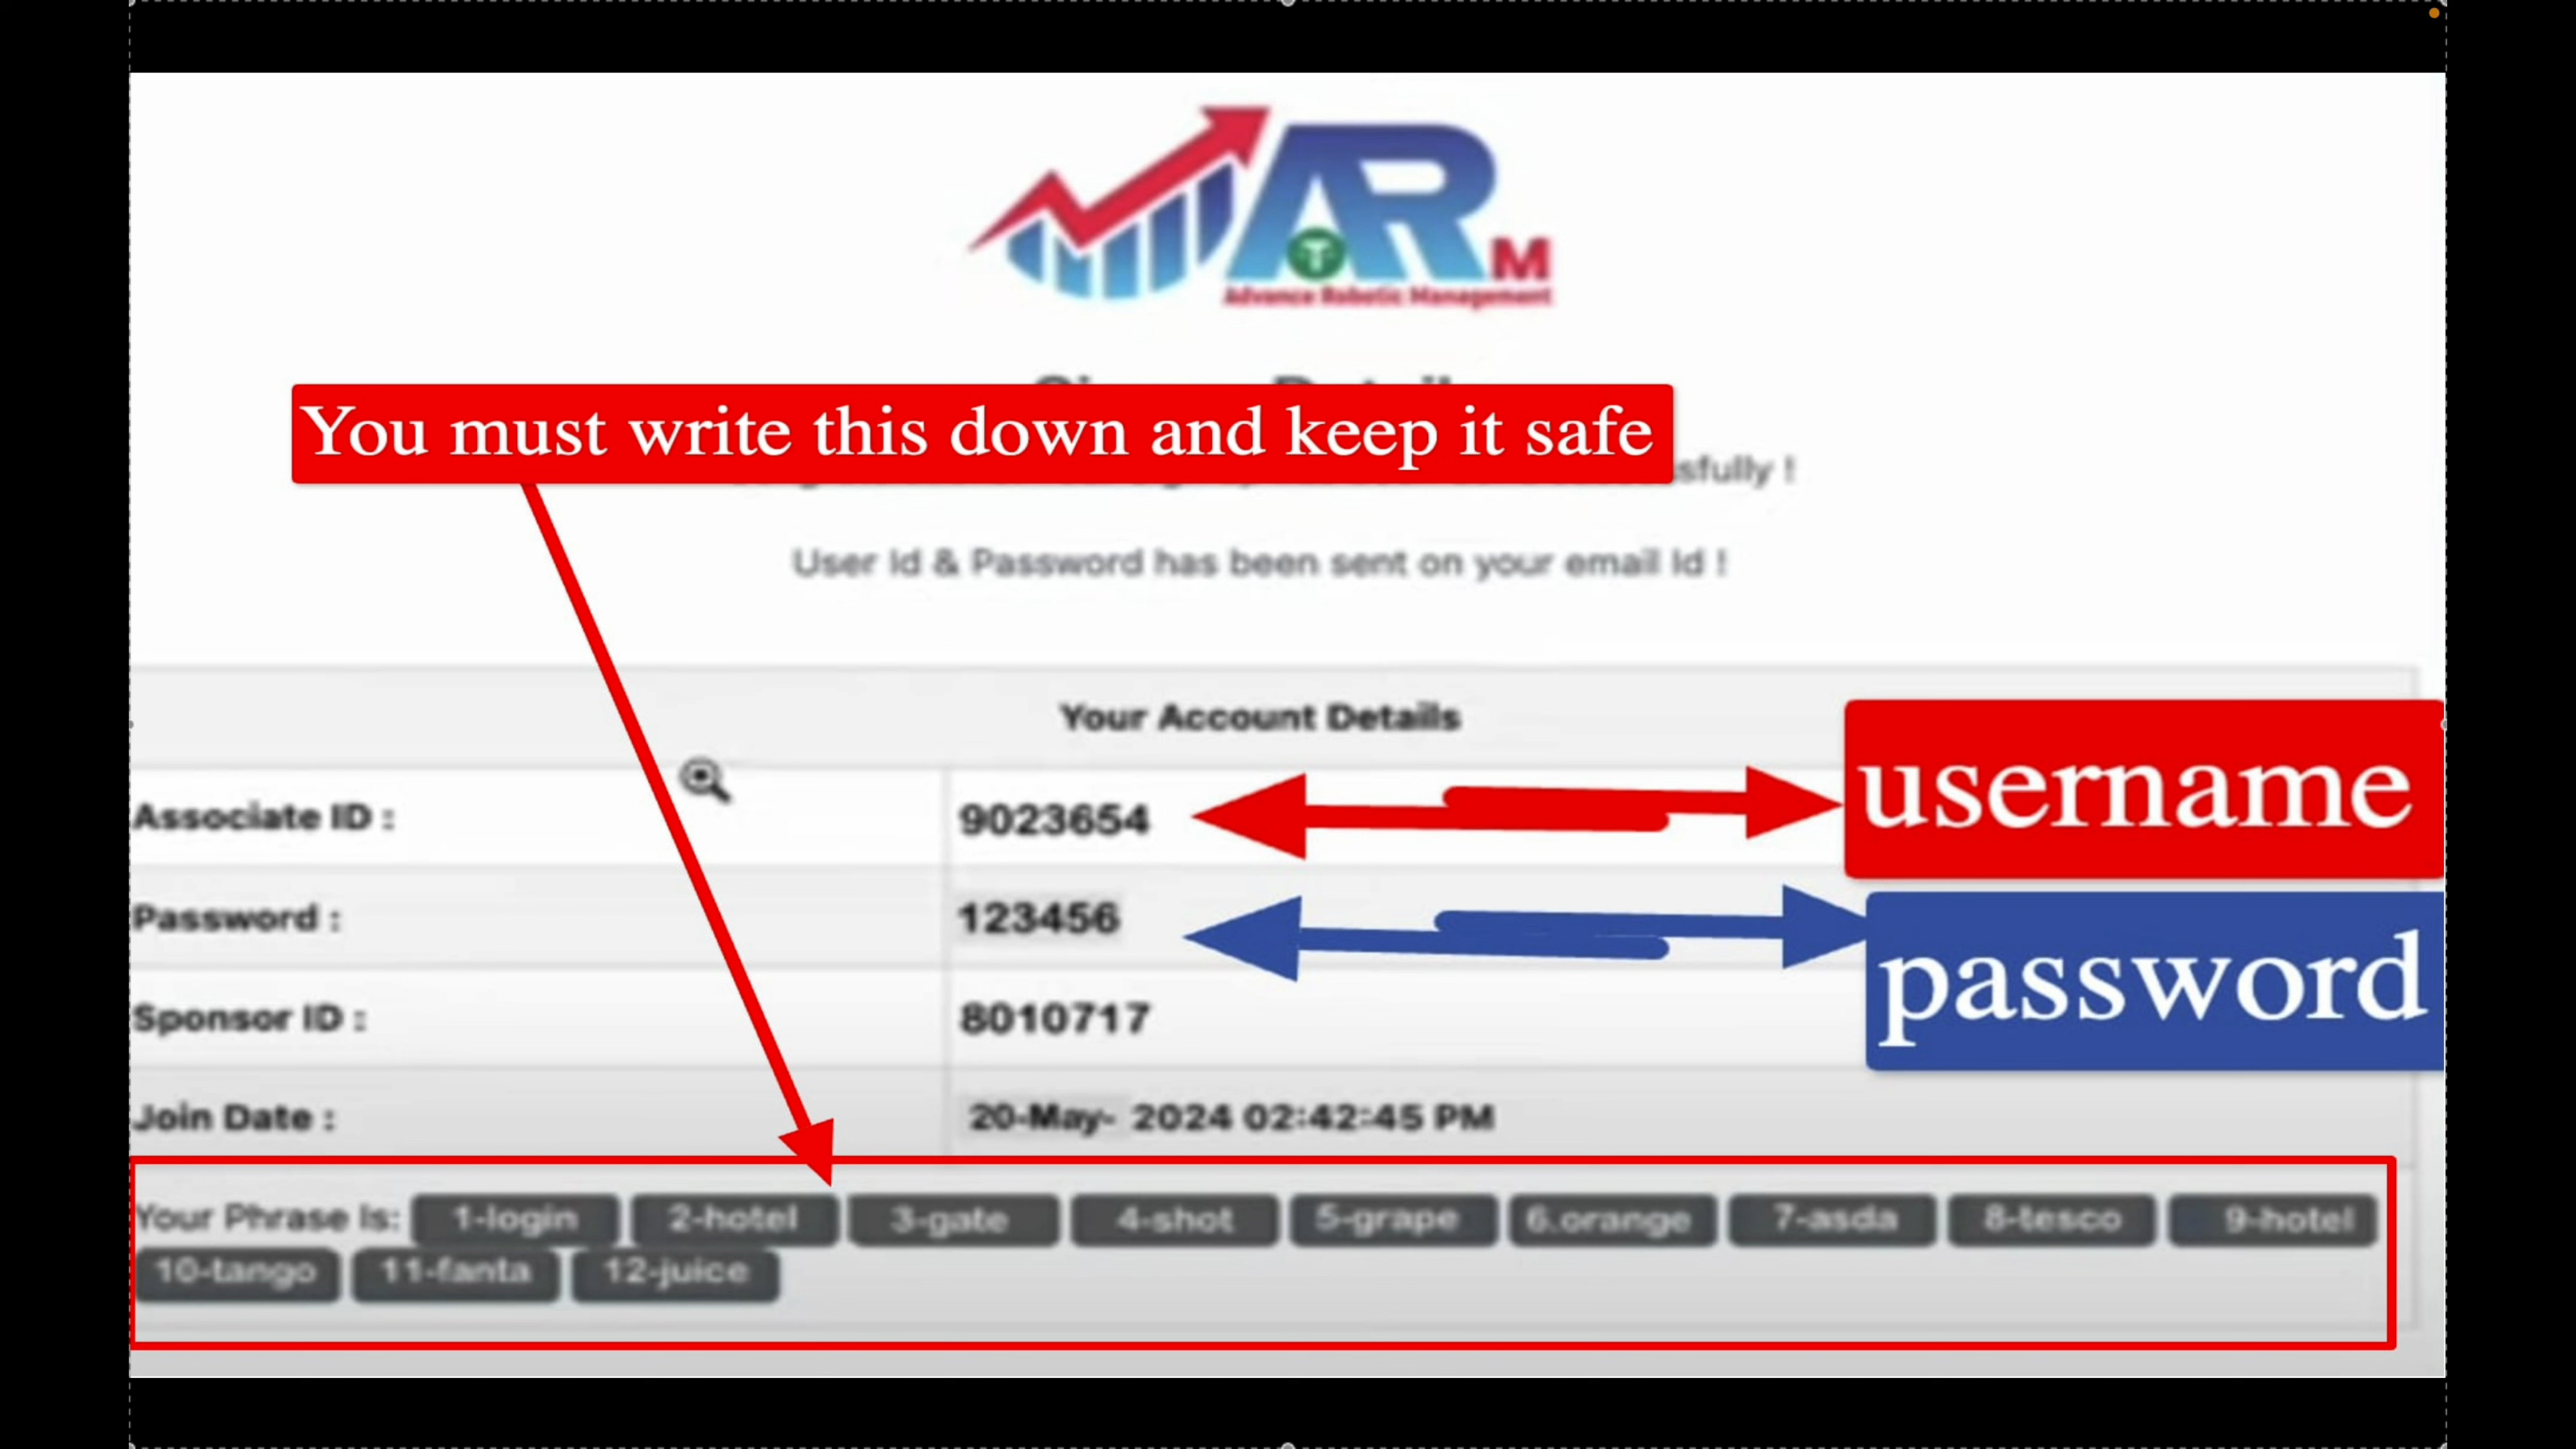 AR M
Advance Robotic Management
You must write this down and keep it safe
sfully !
User Id & Password has been sent on your email Id !
Your Account Details
Associate ID : 9023654 username
Password : 123456 password
Sponsor ID : 8010717
Join Date : 20-May- 2024 02:42:45 PM
Your Phrase Is: 1-login 2-hotel 3-gate 4-shot 5-grape 6.orange 7-asda 8-tesco 9-hotel
10-tango 11-fanta 12-juice